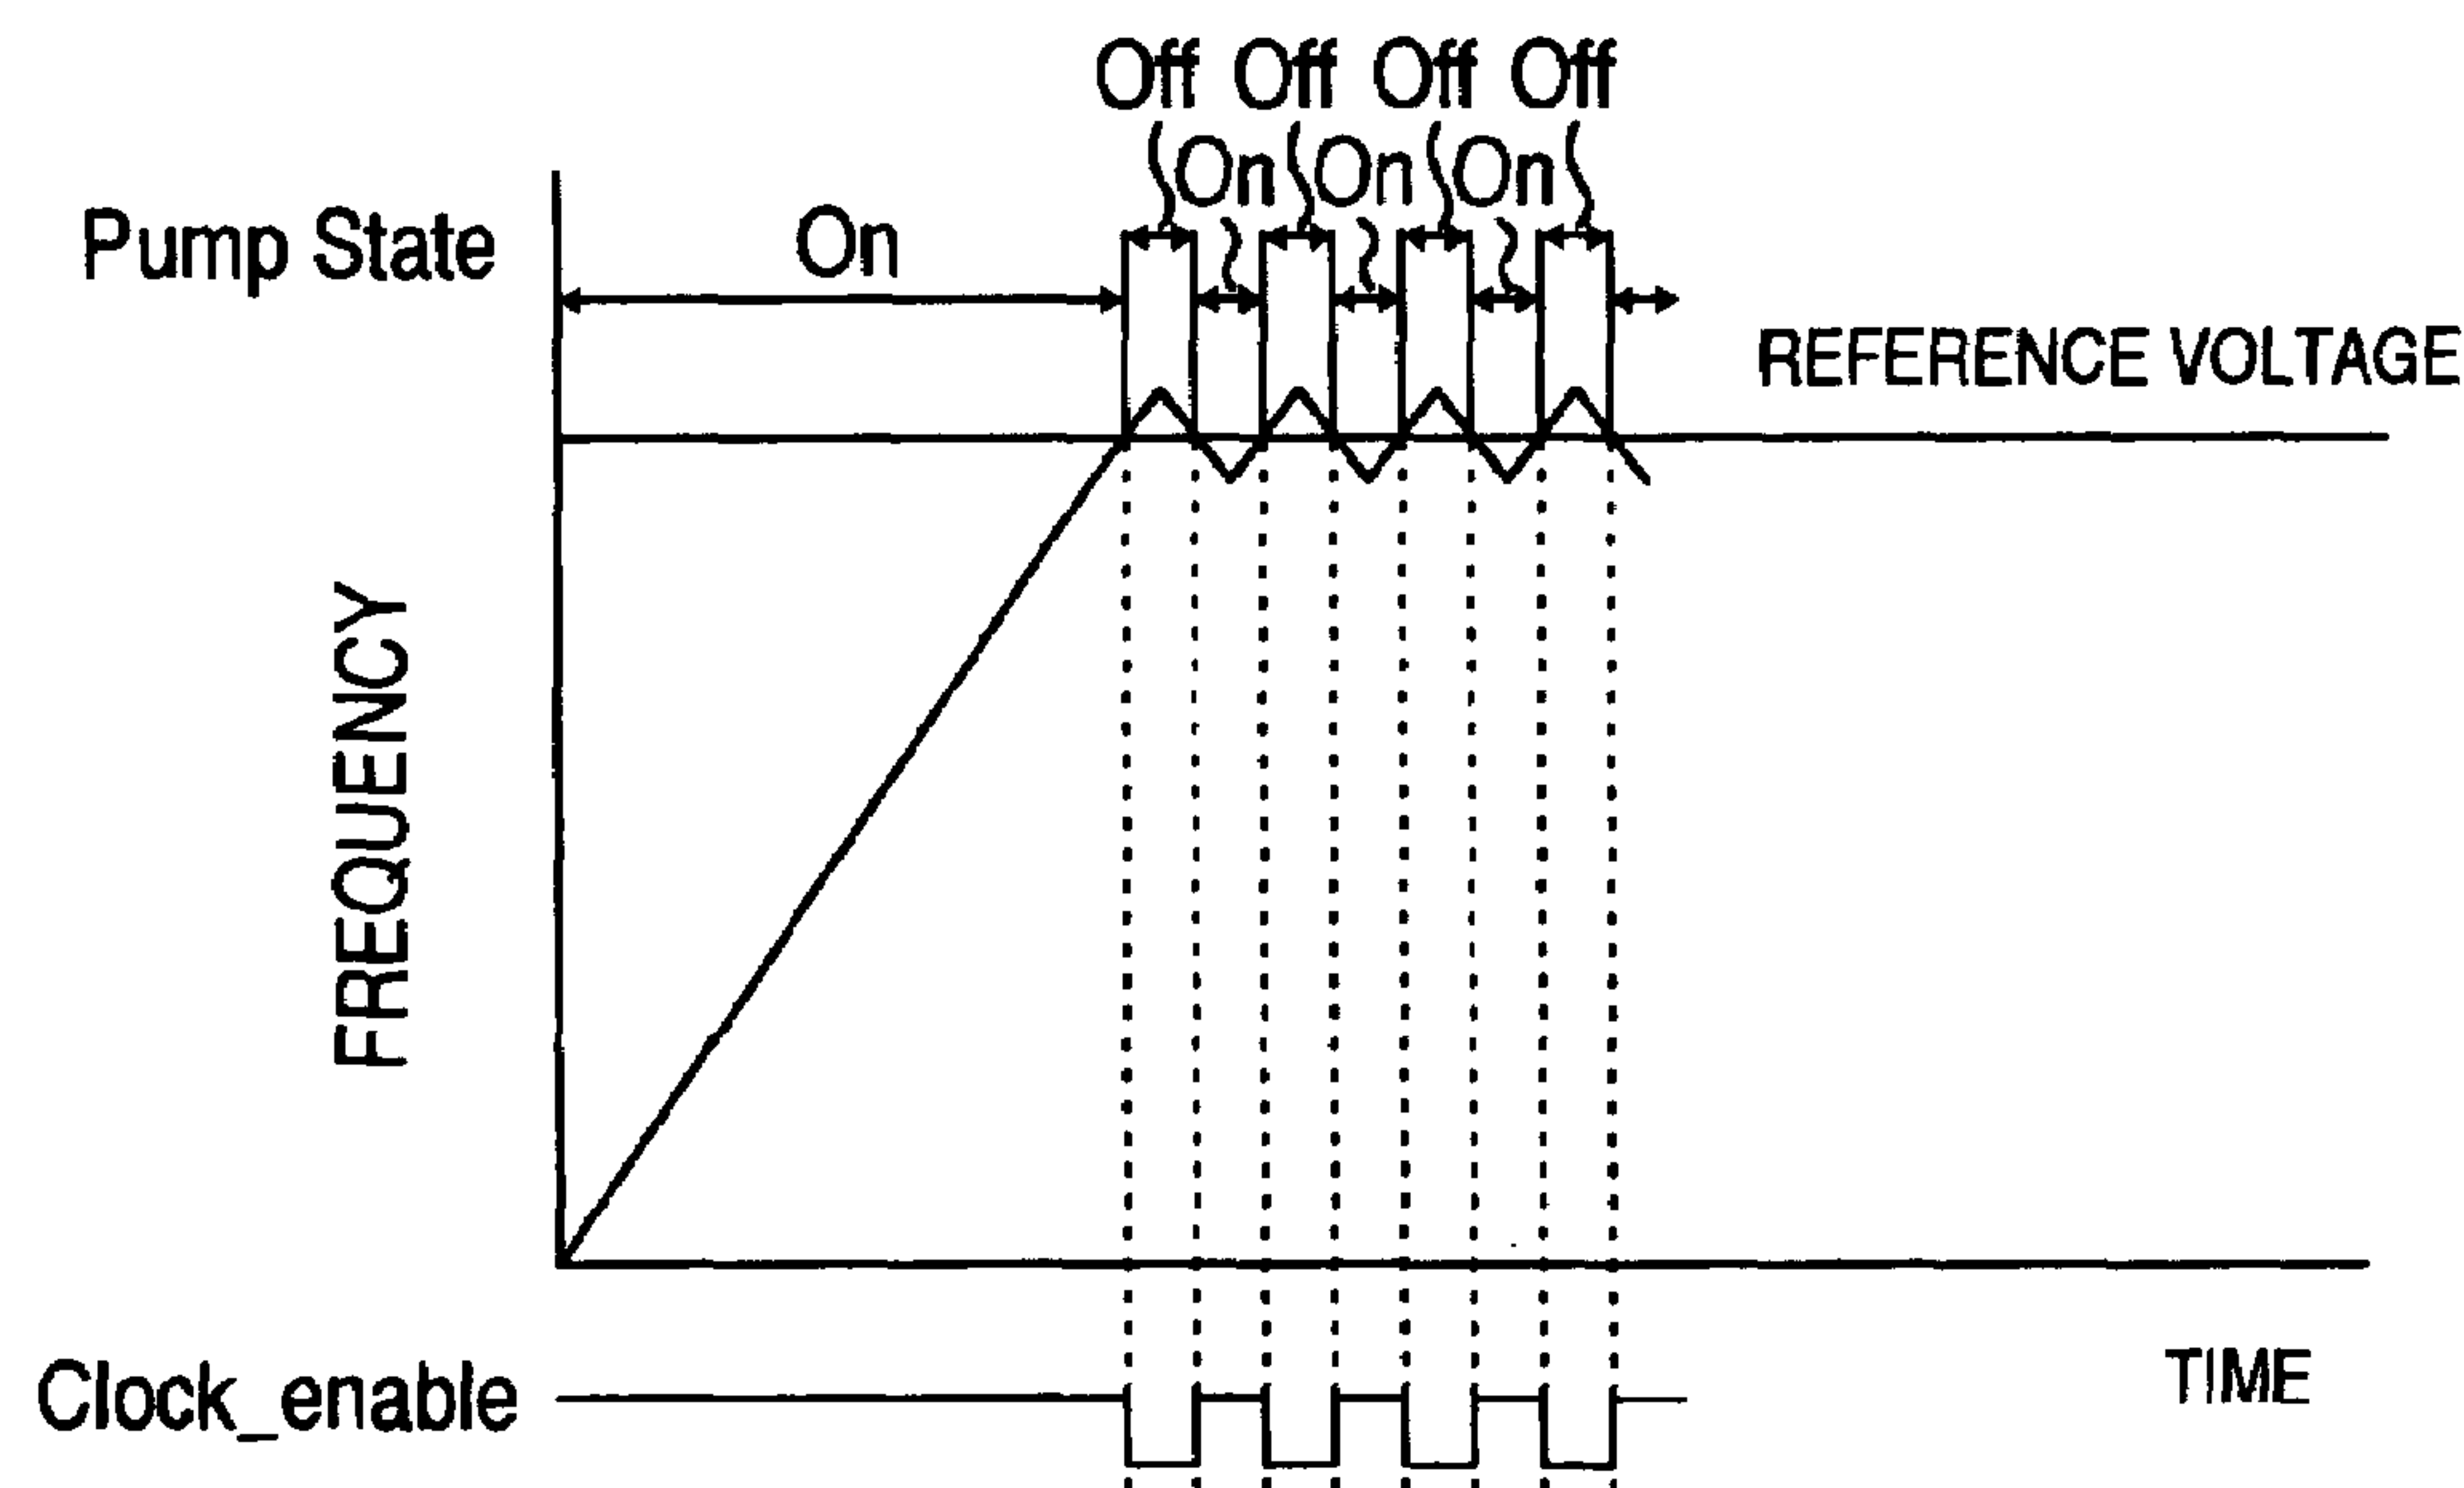 Off Off Off Off
On On On
Pump State
On
REFERENCE VOLTAGE
FREQUENCY
TIME
Clock_enable